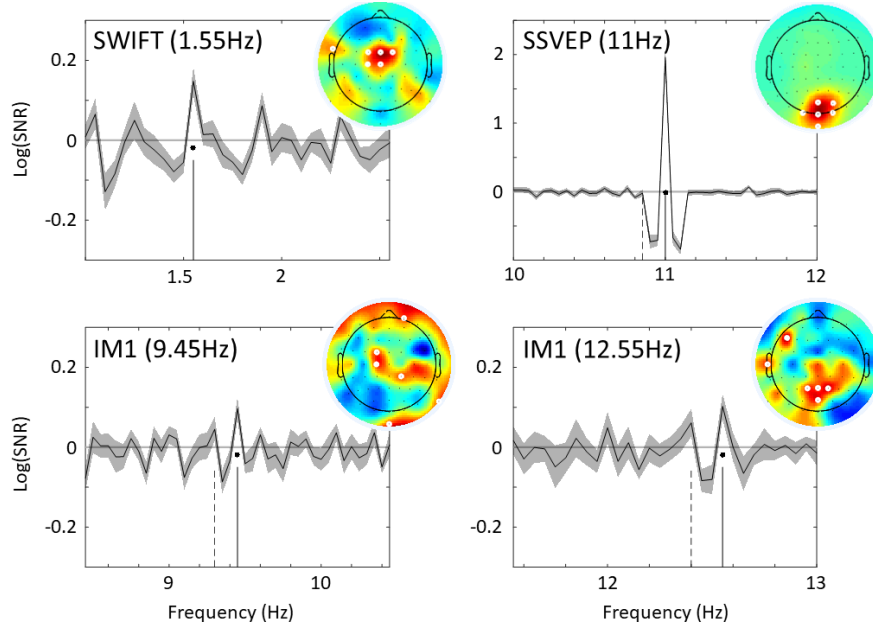 SWIFT (1.55Hz)
0.2
0
-0.2
Log(SNR)
1.5
2
SSVEP (11Hz)
2
1
0
10
11
12
IM1 (9.45Hz)
0.2
0
-0.2
Log(SNR)
9
10
Frequency (Hz)
IM1 (12.55Hz)
0.2
0
-0.2
12
13
Frequency (Hz)